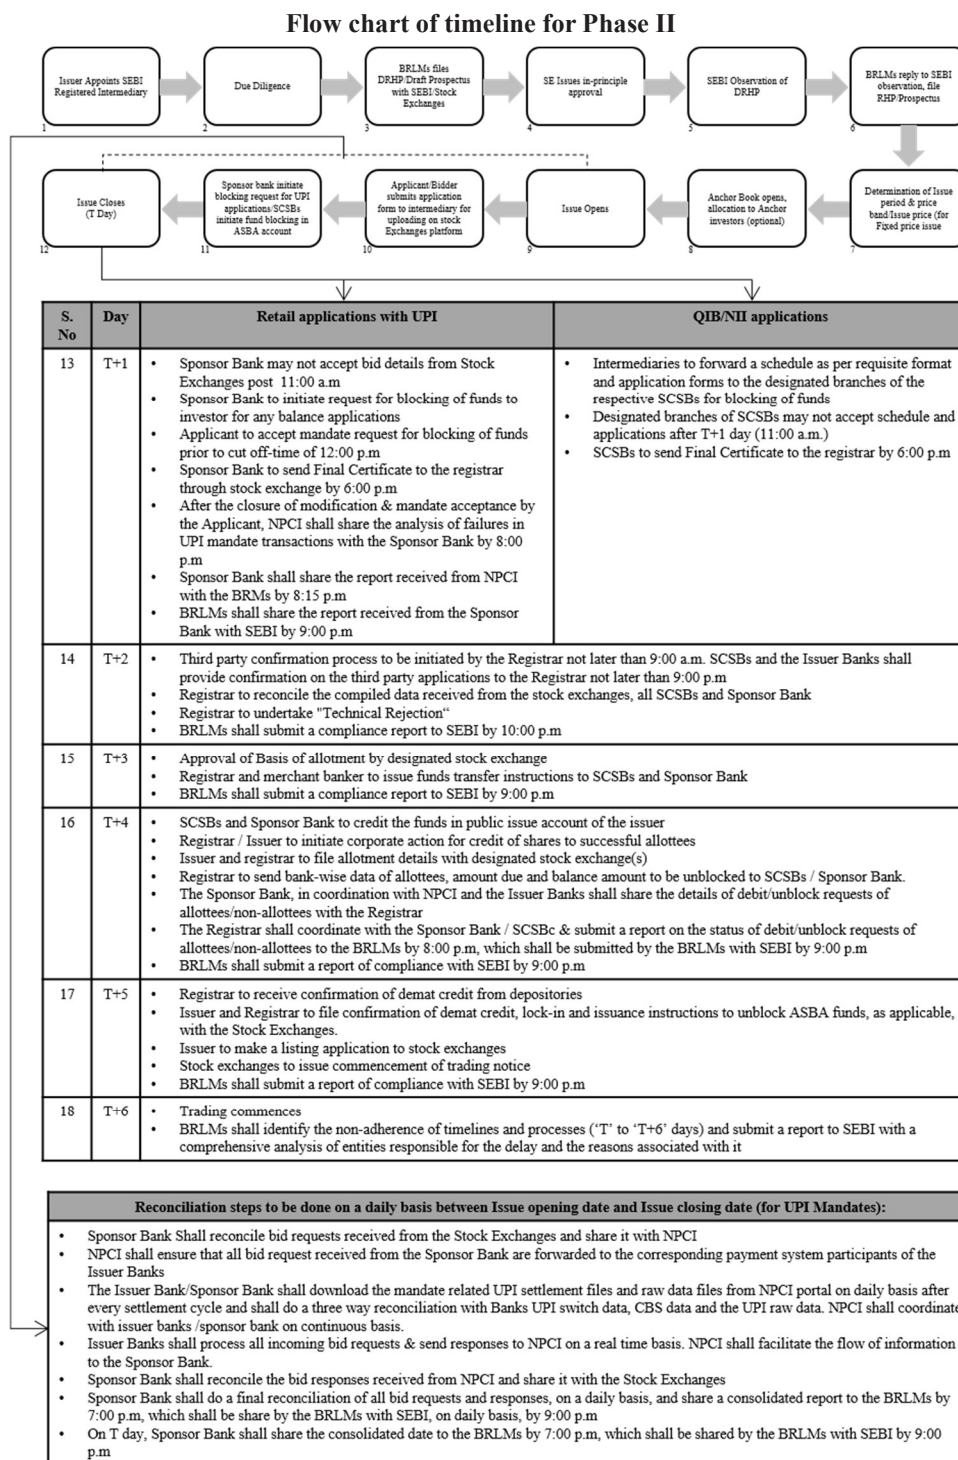 Flow chart of timeline for Phase II
Issuer Appoints SEBI
Registered Intermediary
1
Due Diligence
2
BRLMs files
DRHP/Draft Prospectus
with SEBI/Stock
Exchanges
3
SE Issues in-principle
approval
4
SEBI Observation of
DRHP
5
BRLMs reply to SEBI
observation, file
RHP/Prospectus
6
Issue Closes
(T Day)
12
Sponsor bank initiate
blocking request for UPI
applications/SCSBs
initiate fund blocking in
ASBA account
11
Applicant/Bidder
submits application
form to intermediary for
uploading on stock
Exchanges platform
10
Issue Opens
9
Anchor Book opens,
allocation to Anchor
investors (optional)
8
Determination of Issue
period & price
band/Issue price (for
Fixed price issue
7
S. No
Day
Retail applications with UPI
QIB/NII applications
13
T+1
• Sponsor Bank may not accept bid details from Stock
Exchanges post 11:00 a.m
• Sponsor Bank to initiate request for blocking of funds to
investor for any balance applications
• Applicant to accept mandate request for blocking of funds
prior to cut off-time of 12:00 p.m
• Sponsor Bank to send Final Certificate to the registrar
through stock exchange by 6:00 p.m
• After the closure of modification & mandate acceptance by
the Applicant, NPCI shall share the analysis of failures in
UPI mandate transactions with the Sponsor Bank by 8:00
p.m
• Sponsor Bank shall share the report received from NPCI
with the BRMs by 8:15 p.m
• BRLMs shall share the report received from the Sponsor
Bank with SEBI by 9:00 p.m
• Intermediaries to forward a schedule as per requisite format
and application forms to the designated branches of the
respective SCSBs for blocking of funds
• Designated branches of SCSBs may not accept schedule and
applications after T+1 day (11:00 a.m.)
• SCSBs to send Final Certificate to the registrar by 6:00 p.m
14
T+2
• Third party confirmation process to be initiated by the Registrar not later than 9:00 a.m. SCSBs and the Issuer Banks shall
provide confirmation on the third party applications to the Registrar not later than 9:00 p.m
• Registrar to reconcile the compiled data received from the stock exchanges, all SCSBs and Sponsor Bank
• Registrar to undertake "Technical Rejection“
• BRLMs shall submit a compliance report to SEBI by 10:00 p.m
15
T+3
• Approval of Basis of allotment by designated stock exchange
• Registrar and merchant banker to issue funds transfer instructions to SCSBs and Sponsor Bank
• BRLMs shall submit a compliance report to SEBI by 9:00 p.m
16
T+4
• SCSBs and Sponsor Bank to credit the funds in public issue account of the issuer
• Registrar / Issuer to initiate corporate action for credit of shares to successful allottees
• Issuer and registrar to file allotment details with designated stock exchange(s)
• Registrar to send bank-wise data of allottees, amount due and balance amount to be unblocked to SCSBs / Sponsor Bank.
• The Sponsor Bank, in coordination with NPCI and the Issuer Banks shall share the details of debit/unblock requests of
allottees/non-allottees with the Registrar
• The Registrar shall coordinate with the Sponsor Bank / SCSBc & submit a report on the status of debit/unblock requests of
allottees/non-allottees to the BRLMs by 8:00 p.m, which shall be submitted by the BRLMs with SEBI by 9:00 p.m
• BRLMs shall submit a report of compliance with SEBI by 9:00 p.m
17
T+5
• Registrar to receive confirmation of demat credit from depositories
• Issuer and Registrar to file confirmation of demat credit, lock-in and issuance instructions to unblock ASBA funds, as applicable,
with the Stock Exchanges.
• Issuer to make a listing application to stock exchanges
• Stock exchanges to issue commencement of trading notice
• BRLMs shall submit a report of compliance with SEBI by 9:00 p.m
18
T+6
• Trading commences
• BRLMs shall identify the non-adherence of timelines and processes (‘T’ to ‘T+6’ days) and submit a report to SEBI with a
comprehensive analysis of entities responsible for the delay and the reasons associated with it
Reconciliation steps to be done on a daily basis between Issue opening date and Issue closing date (for UPI Mandates):
• Sponsor Bank Shall reconcile bid requests received from the Stock Exchanges and share it with NPCI
• NPCI shall ensure that all bid request received from the Sponsor Bank are forwarded to the corresponding payment system participants of the
Issuer Banks
• The Issuer Bank/Sponsor Bank shall download the mandate related UPI settlement files and raw data files from NPCI portal on daily basis after
every settlement cycle and shall do a three way reconciliation with Banks UPI switch data, CBS data and the UPI raw data. NPCI shall coordinate
with issuer banks /sponsor bank on continuous basis.
• Issuer Banks shall process all incoming bid requests & send responses to NPCI on a real time basis. NPCI shall facilitate the flow of information
to the Sponsor Bank.
• Sponsor Bank shall reconcile the bid responses received from NPCI and share it with the Stock Exchanges
• Sponsor Bank shall do a final reconciliation of all bid requests and responses, on a daily basis, and share a consolidated report to the BRLMs by
7:00 p.m, which shall be share by the BRLMs with SEBI, on daily basis, by 9:00 p.m
• On T day, Sponsor Bank shall share the consolidated date to the BRLMs by 7:00 p.m, which shall be shared by the BRLMs with SEBI by 9:00
p.m